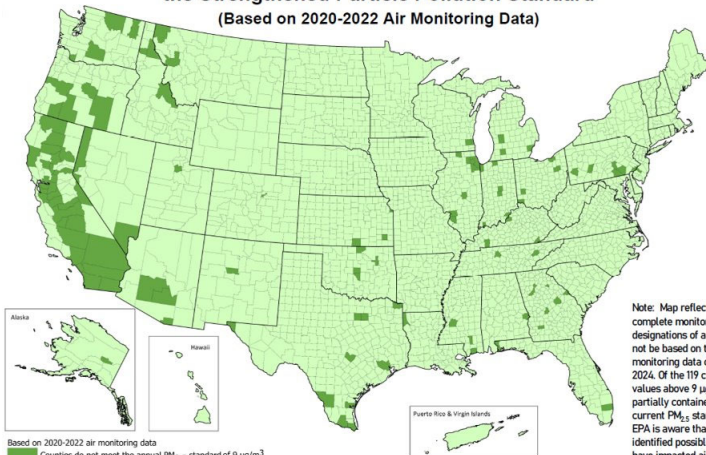 (Based on 2020-2022 Air Monitoring Data)
Alaska
Hawaii
Puerto Rico & Virgin Islands
Note: Map reflec
complete monito
designations of a
not be based on t
monitoring data c
2024. Of the 119 c
values above 9 µ
partially containe
current PM2.5 sta
EPA is aware tha
identified possibl
have impacted ai
Based on 2020-2022 air monitoring data
Counties do not meet the annual PM standard of 9 µg/m3